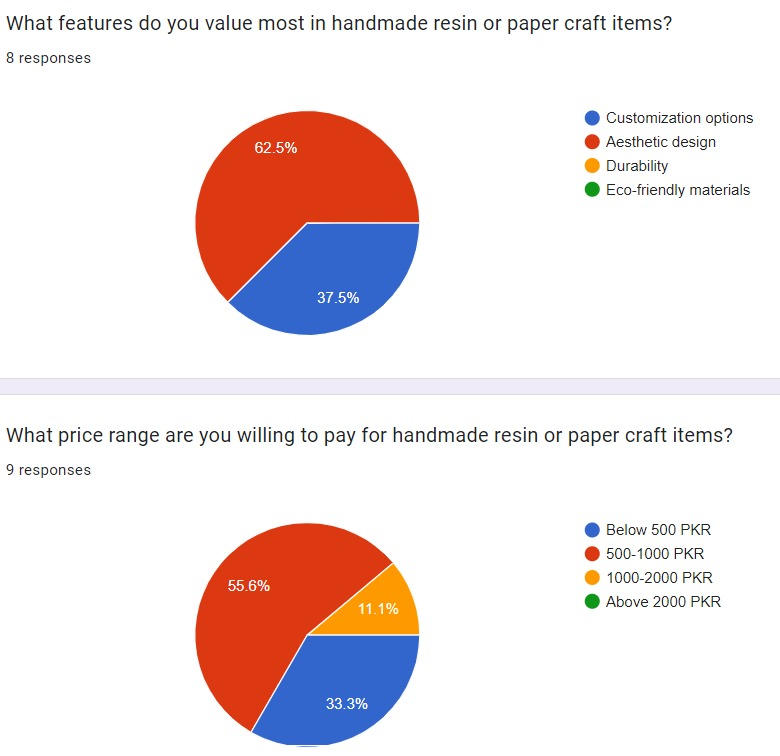 What features do you value most in handmade resin or paper craft items?
8 responses
62.5%
37.5%
Customization options
Aesthetic design
Durability
Eco-friendly materials
What price range are you willing to pay for handmade resin or paper craft items?
9 responses
55.6%
11.1%
33.3%
Below 500 PKR
500-1000 PKR
1000-2000 PKR
Above 2000 PKR